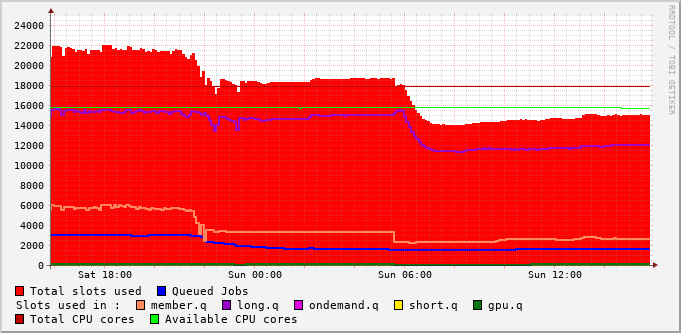 24000
22000
20000
18000
16000
14000
12000
10000
8000
6000
4000
2000
0
Sat 18:00 Sun 00:00 Sun 06:00 Sun 12:00
Total slots used Queued Jobs
Slots used in : member.q long.q ondemand.q short.q gpu.q
Total CPU cores Available CPU cores
RRDTOOL / TOBI OETIKER